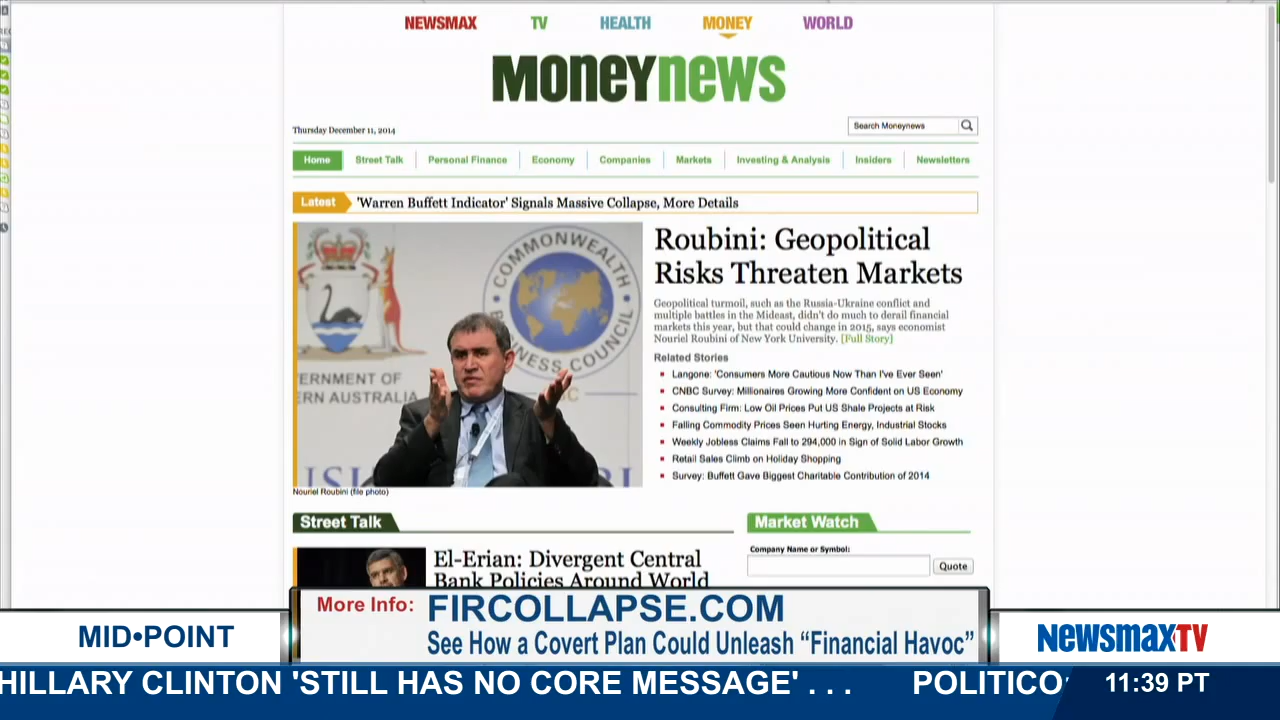 NEWSMAX TV HEALTH MONEY WORLD
MONEYNEWS
Thursday December 11, 2014
Search Moneynews
Home Street Talk Personal Finance Economy Companies Markets Investing & Analysis Insiders Newsletters
Latest 'Warren Buffett Indicator' Signals Massive Collapse, More Details
COMMONWEALTH
BUSINESS COUNCIL
ERNMENT OF
ERN AUSTRALIA
Nouriel Roubini (file photo)
Roubini: Geopolitical
Risks Threaten Markets
Geopolitical turmoil, such as the Russia-Ukraine conflict and
multiple battles in the Mideast, didn't do much to derail financial
markets this year, but that could change in 2015, says economist
Nouriel Roubini of New York University. [Full Story]
Related Stories
Langone: 'Consumers More Cautious Now Than I've Ever Seen'
CNBC Survey: Millionaires Growing More Confident on US Economy
Consulting Firm: Low Oil Prices Put US Shale Projects at Risk
Falling Commodity Prices Seen Hurting Energy, Industrial Stocks
Weekly Jobless Claims Fall to 294,000 in Sign of Solid Labor Growth
Retail Sales Climb on Holiday Shopping
Survey: Buffett Gave Biggest Charitable Contribution of 2014
Street Talk
El-Erian: Divergent Central
Bank Policies Around World
Market Watch
Company Name or Symbol:
Quote
More Info: FIRCOLLAPSE.COM
See How a Covert Plan Could Unleash “Financial Havoc”
MID•POINT
NEWSMAXTV
HILLARY CLINTON 'STILL HAS NO CORE MESSAGE' . . . POLITICO:
11:39 PT